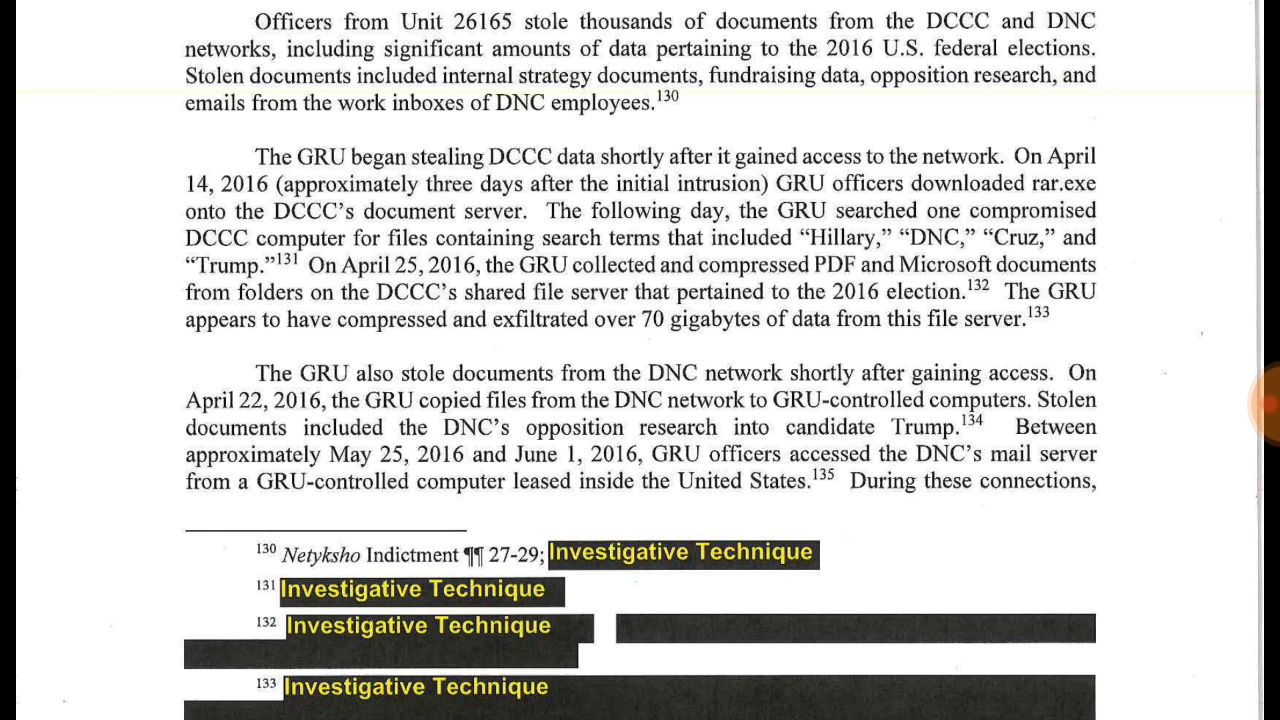 Officers from Unit 26165 stole thousands of documents from the DCCC and DNC
networks, including significant amounts of data pertaining to the 2016 U.S. federal elections.
Stolen documents included internal strategy documents, fundraising data, opposition research, and
emails from the work inboxes of DNC employees.130
The GRU began stealing DCCC data shortly after it gained access to the network. On April
14, 2016 (approximately three days after the initial intrusion) GRU officers downloaded rar.exe
onto the DCCC's document server. The following day, the GRU searched one compromised
DCCC computer for files containing search terms that included “Hillary,” “DNC,” “Cruz,” and
“Trump.”131 On April 25, 2016, the GRU collected and compressed PDF and Microsoft documents
from folders on the DCCC's shared file server that pertained to the 2016 election.132 The GRU
appears to have compressed and exfiltrated over 70 gigabytes of data from this file server.133
The GRU also stole documents from the DNC network shortly after gaining access. On
April 22, 2016, the GRU copied files from the DNC network to GRU-controlled computers. Stolen
documents included the DNC's opposition research into candidate Trump.134 Between
approximately May 25, 2016 and June 1, 2016, GRU officers accessed the DNC's mail server
from a GRU-controlled computer leased inside the United States.135 During these connections,
130 Netyksho Indictment ¶¶ 27-29; Investigative Technique
131 Investigative Technique
132 Investigative Technique
133 Investigative Technique